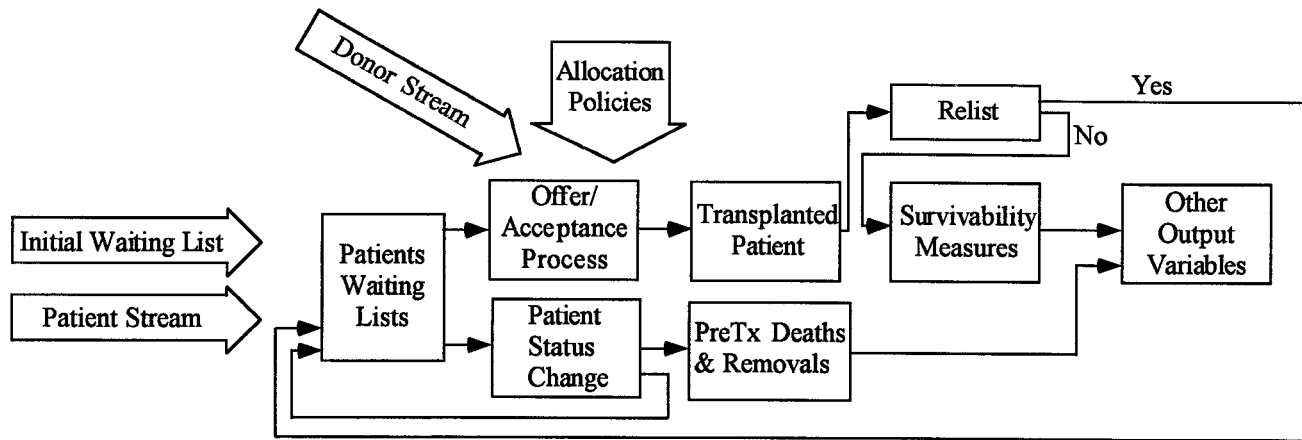 Donor Stream
Allocation
Policies
Yes
Relist
No
Offer/
Acceptance
Process
Transplanted
Patient
Survivability
Measures
Other
Output
Variables
Initial Waiting List
Patients
Waiting
Lists
Patient Stream
Patient
Status
Change
PreTx Deaths
& Removals